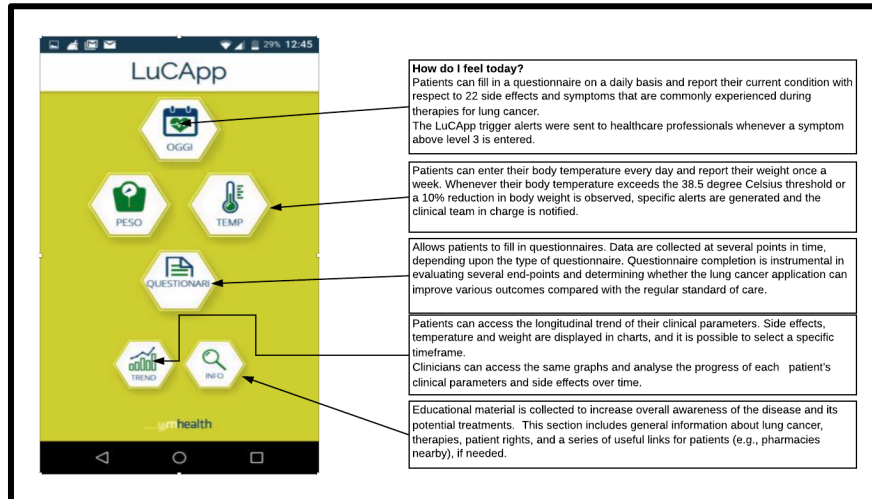 29% 12:45
LuCApp
OGGI
PESO
TEMP
QUESTIONARI
TREND
INFO
mhealth
How do I feel today?
Patients can fill in a questionnaire on a daily basis and report their current condition with
respect to 22 side effects and symptoms that are commonly experienced during
therapies for lung cancer.
The LuCApp trigger alerts were sent to healthcare professionals whenever a symptom
above level 3 is entered.
Patients can enter their body temperature every day and report their weight once a
week. Whenever their body temperature exceeds the 38.5 degree Celsius threshold or
a 10% reduction in body weight is observed, specific alerts are generated and the
clinical team in charge is notified.
Allows patients to fill in questionnaires. Data are collected at several points in time,
depending upon the type of questionnaire. Questionnaire completion is instrumental in
evaluating several end-points and determining whether the lung cancer application can
improve various outcomes compared with the regular standard of care.
Patients can access the longitudinal trend of their clinical parameters. Side effects,
temperature and weight are displayed in charts, and it is possible to select a specific
timeframe.
Clinicians can access the same graphs and analyse the progress of each patient's
clinical parameters and side effects over time.
Educational material is collected to increase overall awareness of the disease and its
potential treatments. This section includes general information about lung cancer,
therapies, patient rights, and a series of useful links for patients (e.g., pharmacies
nearby), if needed.